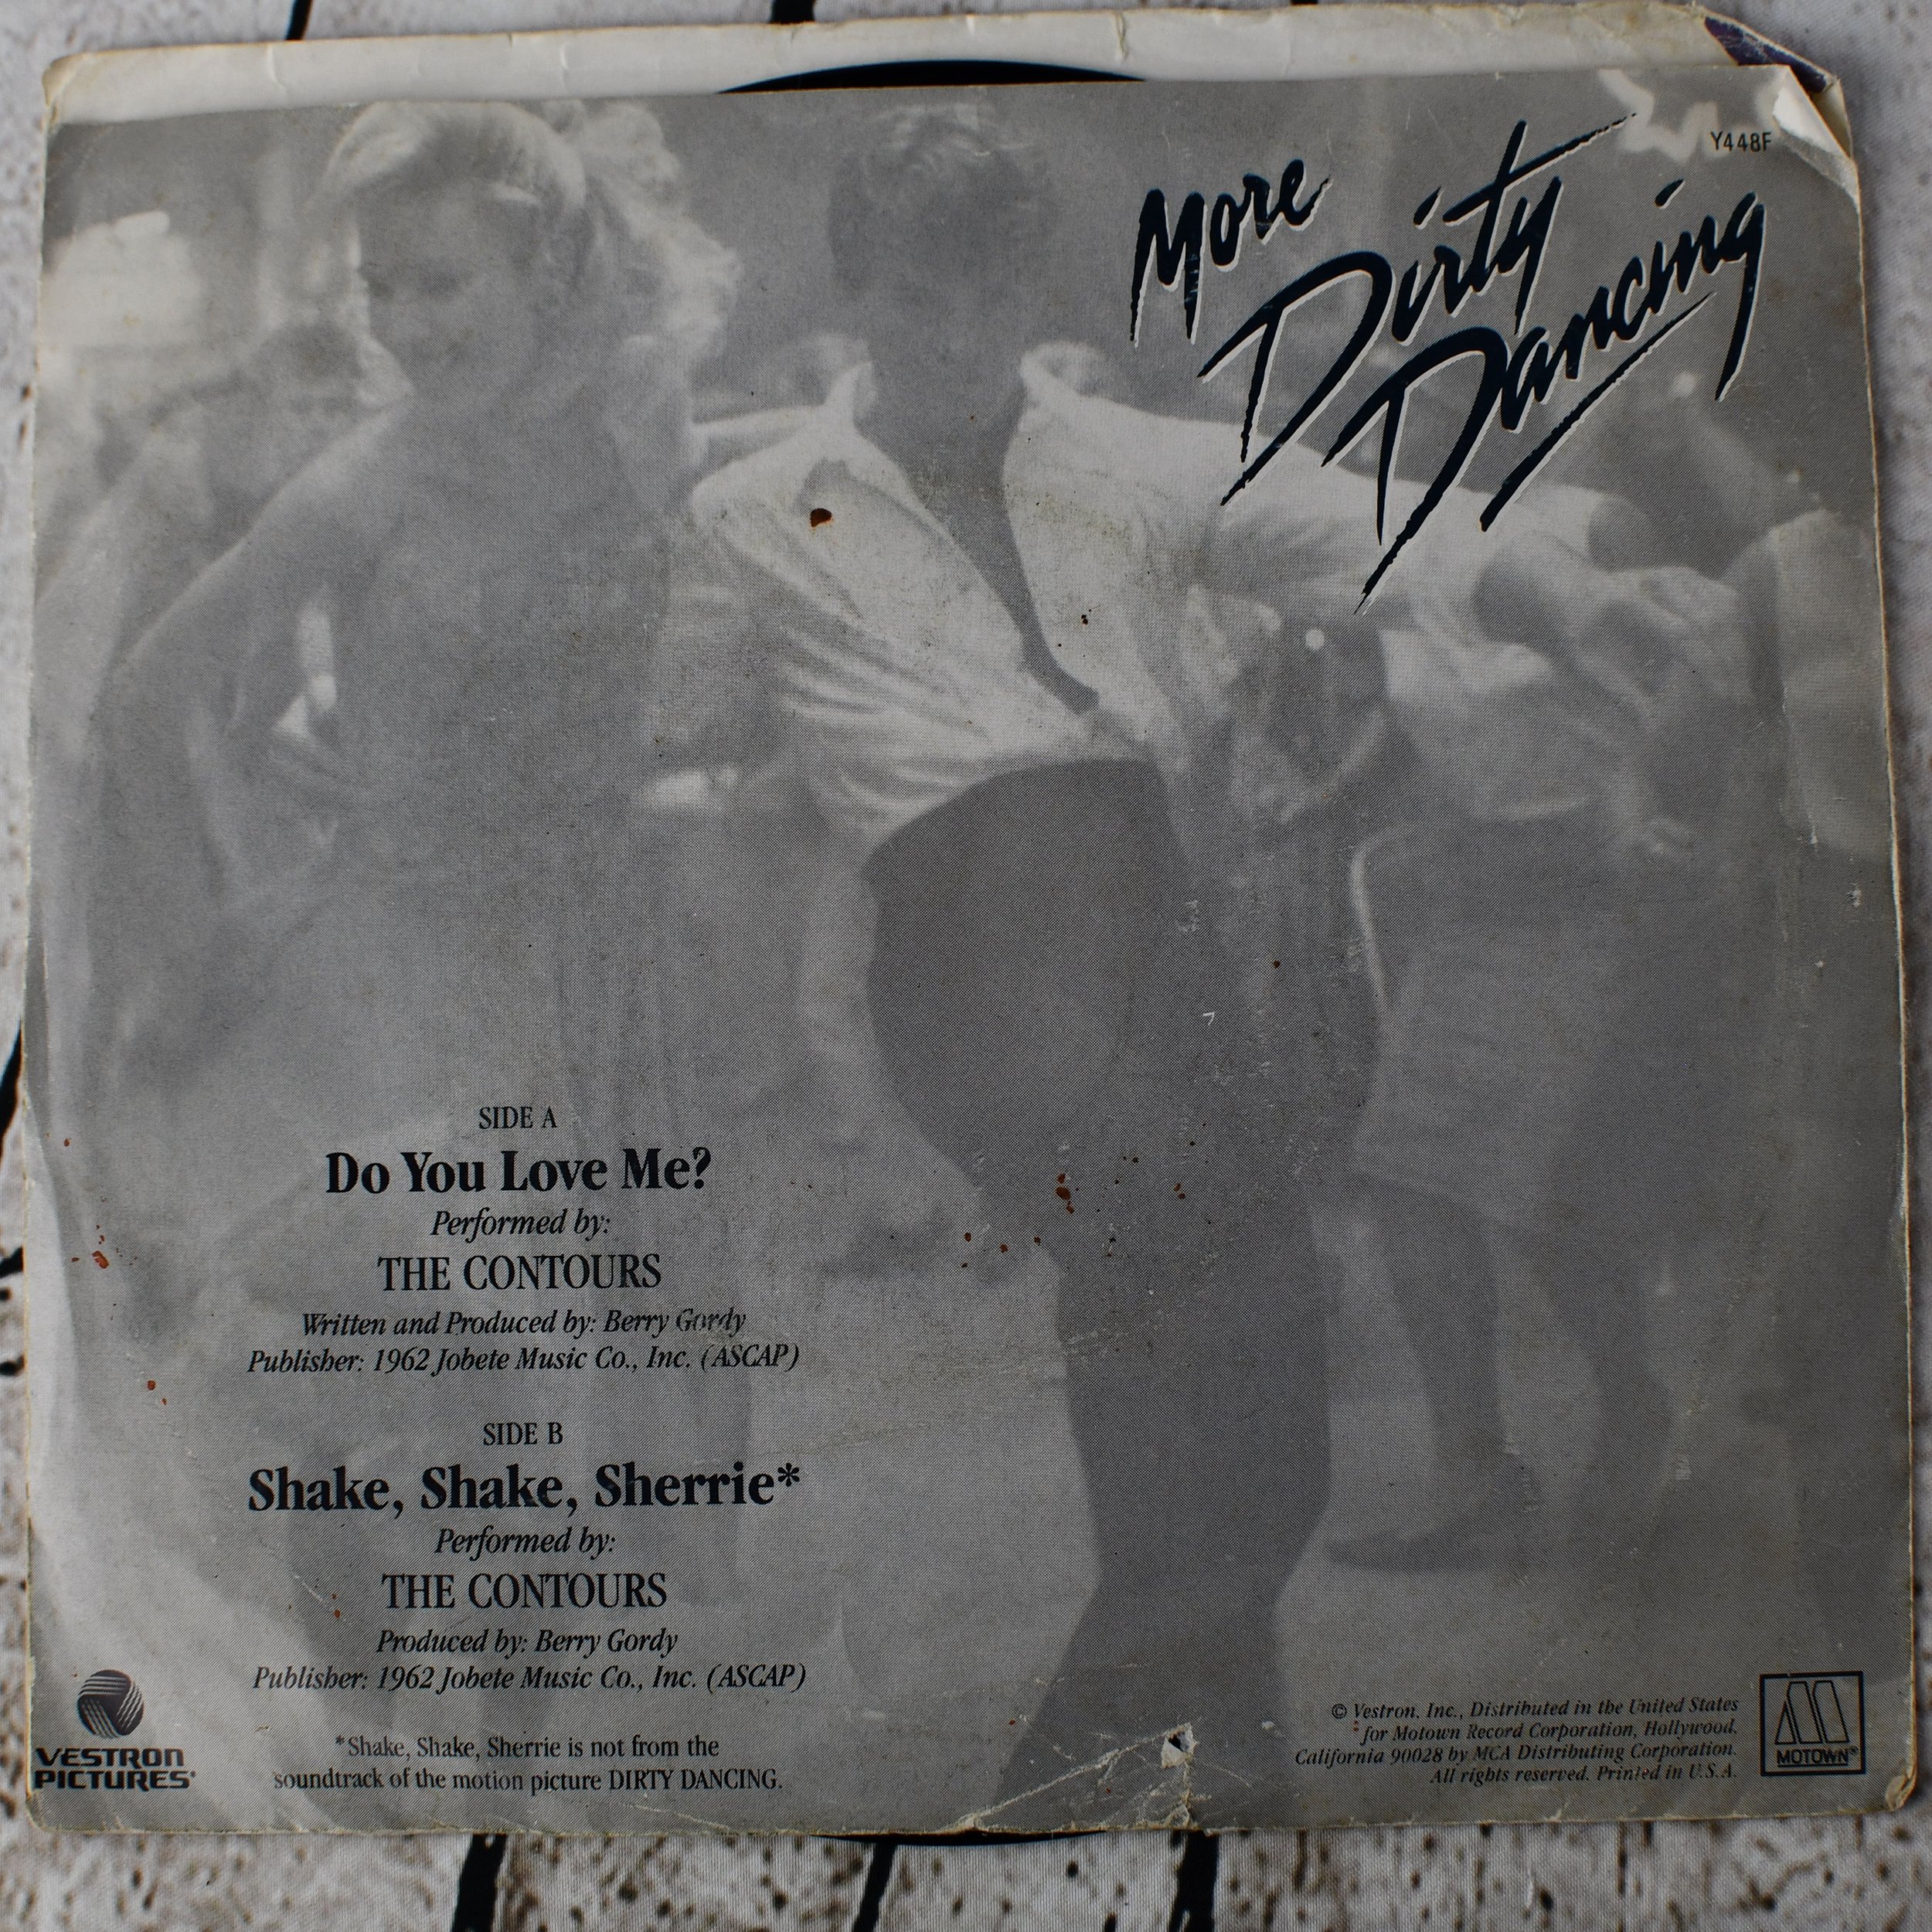 Y448F
More
Dirty
Dancing
SIDE A
Do You Love Me?
Performed by:
THE CONTOURS
Written and Produced by: Berry Gordy
Publisher: 1962 Jobete Music Co., Inc. (ASCAP)
SIDE B
Shake, Shake, Sherrie*
Performed by:
THE CONTOURS
Produced by: Berry Gordy
Publisher: 1962 Jobete Music Co., Inc. (ASCAP)
*Shake, Shake, Sherrie is not from the
soundtrack of the motion picture DIRTY DANCING.
VESTRON
PICTURES®
© Vestron, Inc., Distributed in the United States
for Motown Record Corporation, Hollywood,
California 90028 by MCA Distributing Corporation.
All rights reserved. Printed in U.S.A.
M
MOTOWN®